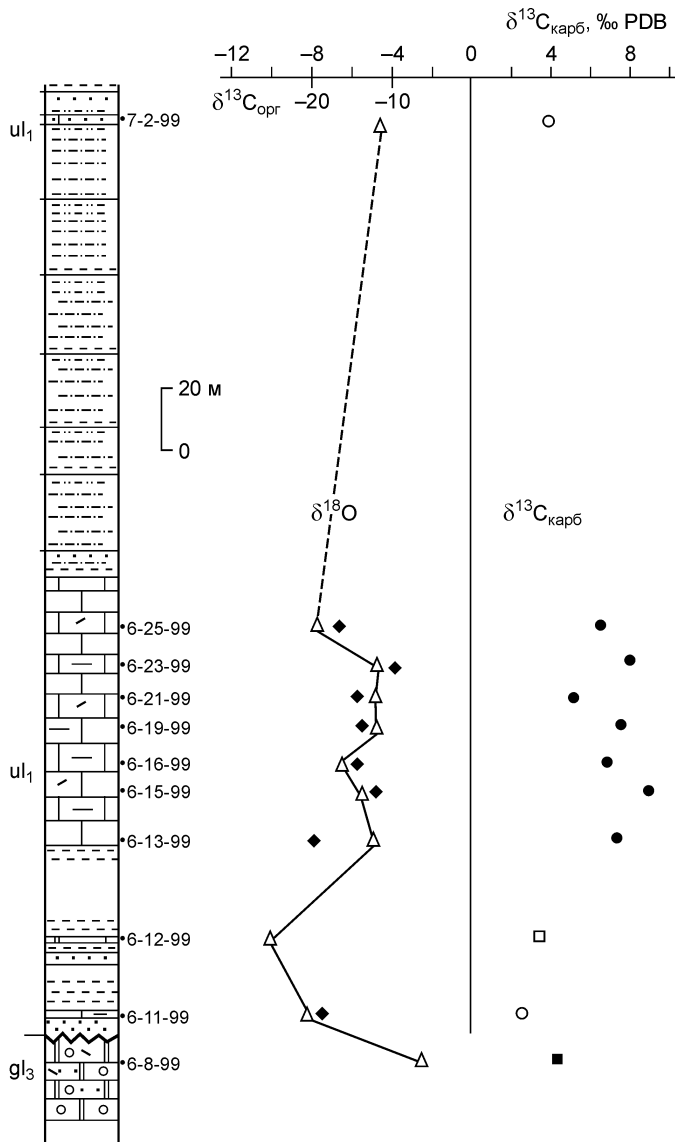 δ¹³Cкарб, ‰ PDB
–12 –8 –4 0 4 8
δ¹³Cорг –20 –10
ul₁ 7-2-99
20 м
0
δ¹⁸O δ¹³Cкарб
6-25-99
6-23-99
6-21-99
6-19-99
6-16-99
ul₁
6-15-99
6-13-99
6-12-99
6-11-99
gl₃ 6-8-99